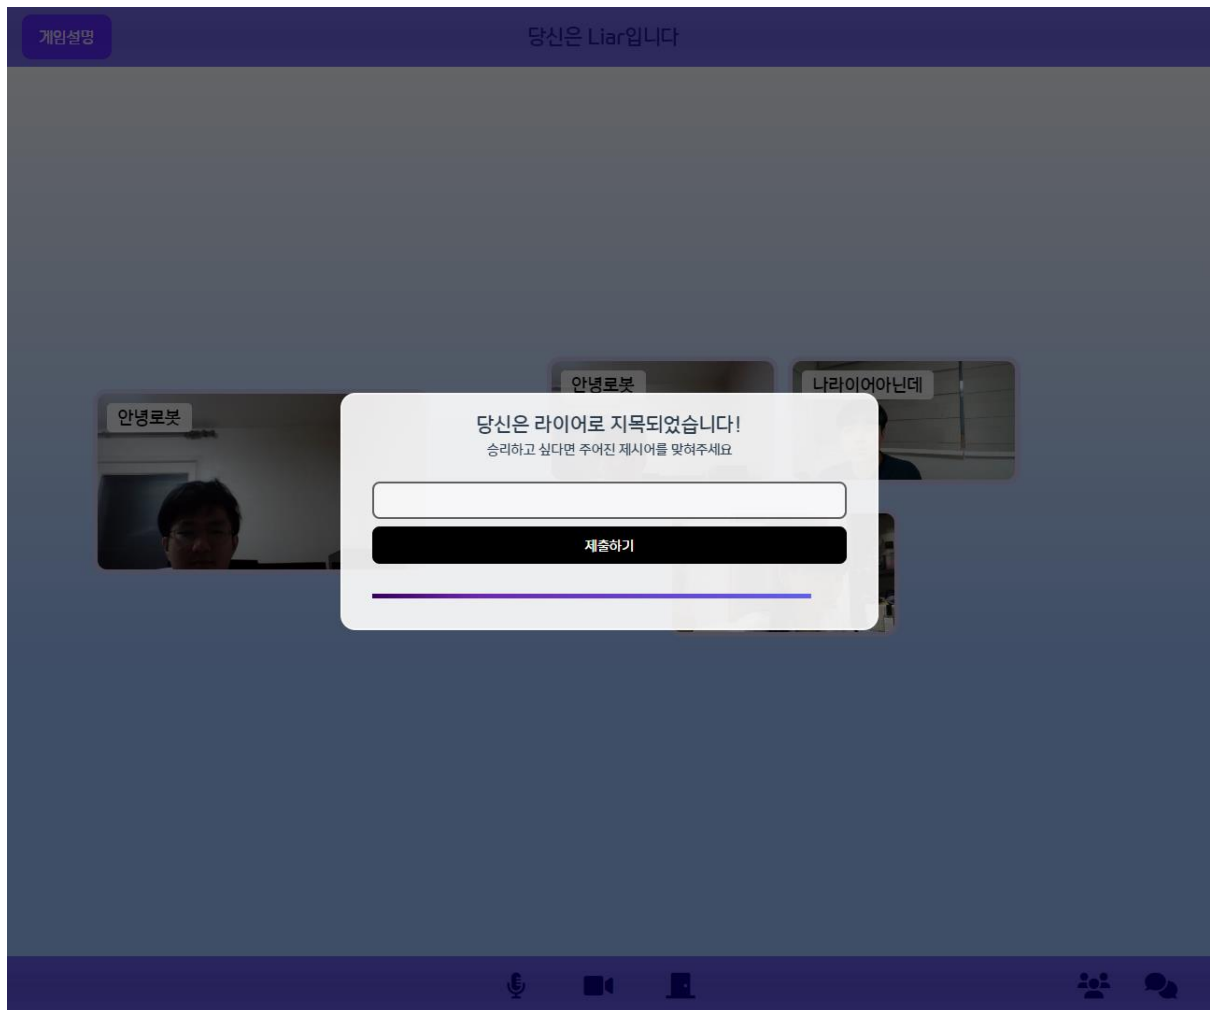 게임설명
당신은 Liar입니다
안녕로봇
나라이어아닌데
안녕로봇
당신은 라이어로 지목되었습니다!
승리하고 싶다면 주어진 제시어를 맞혀주세요
제출하기